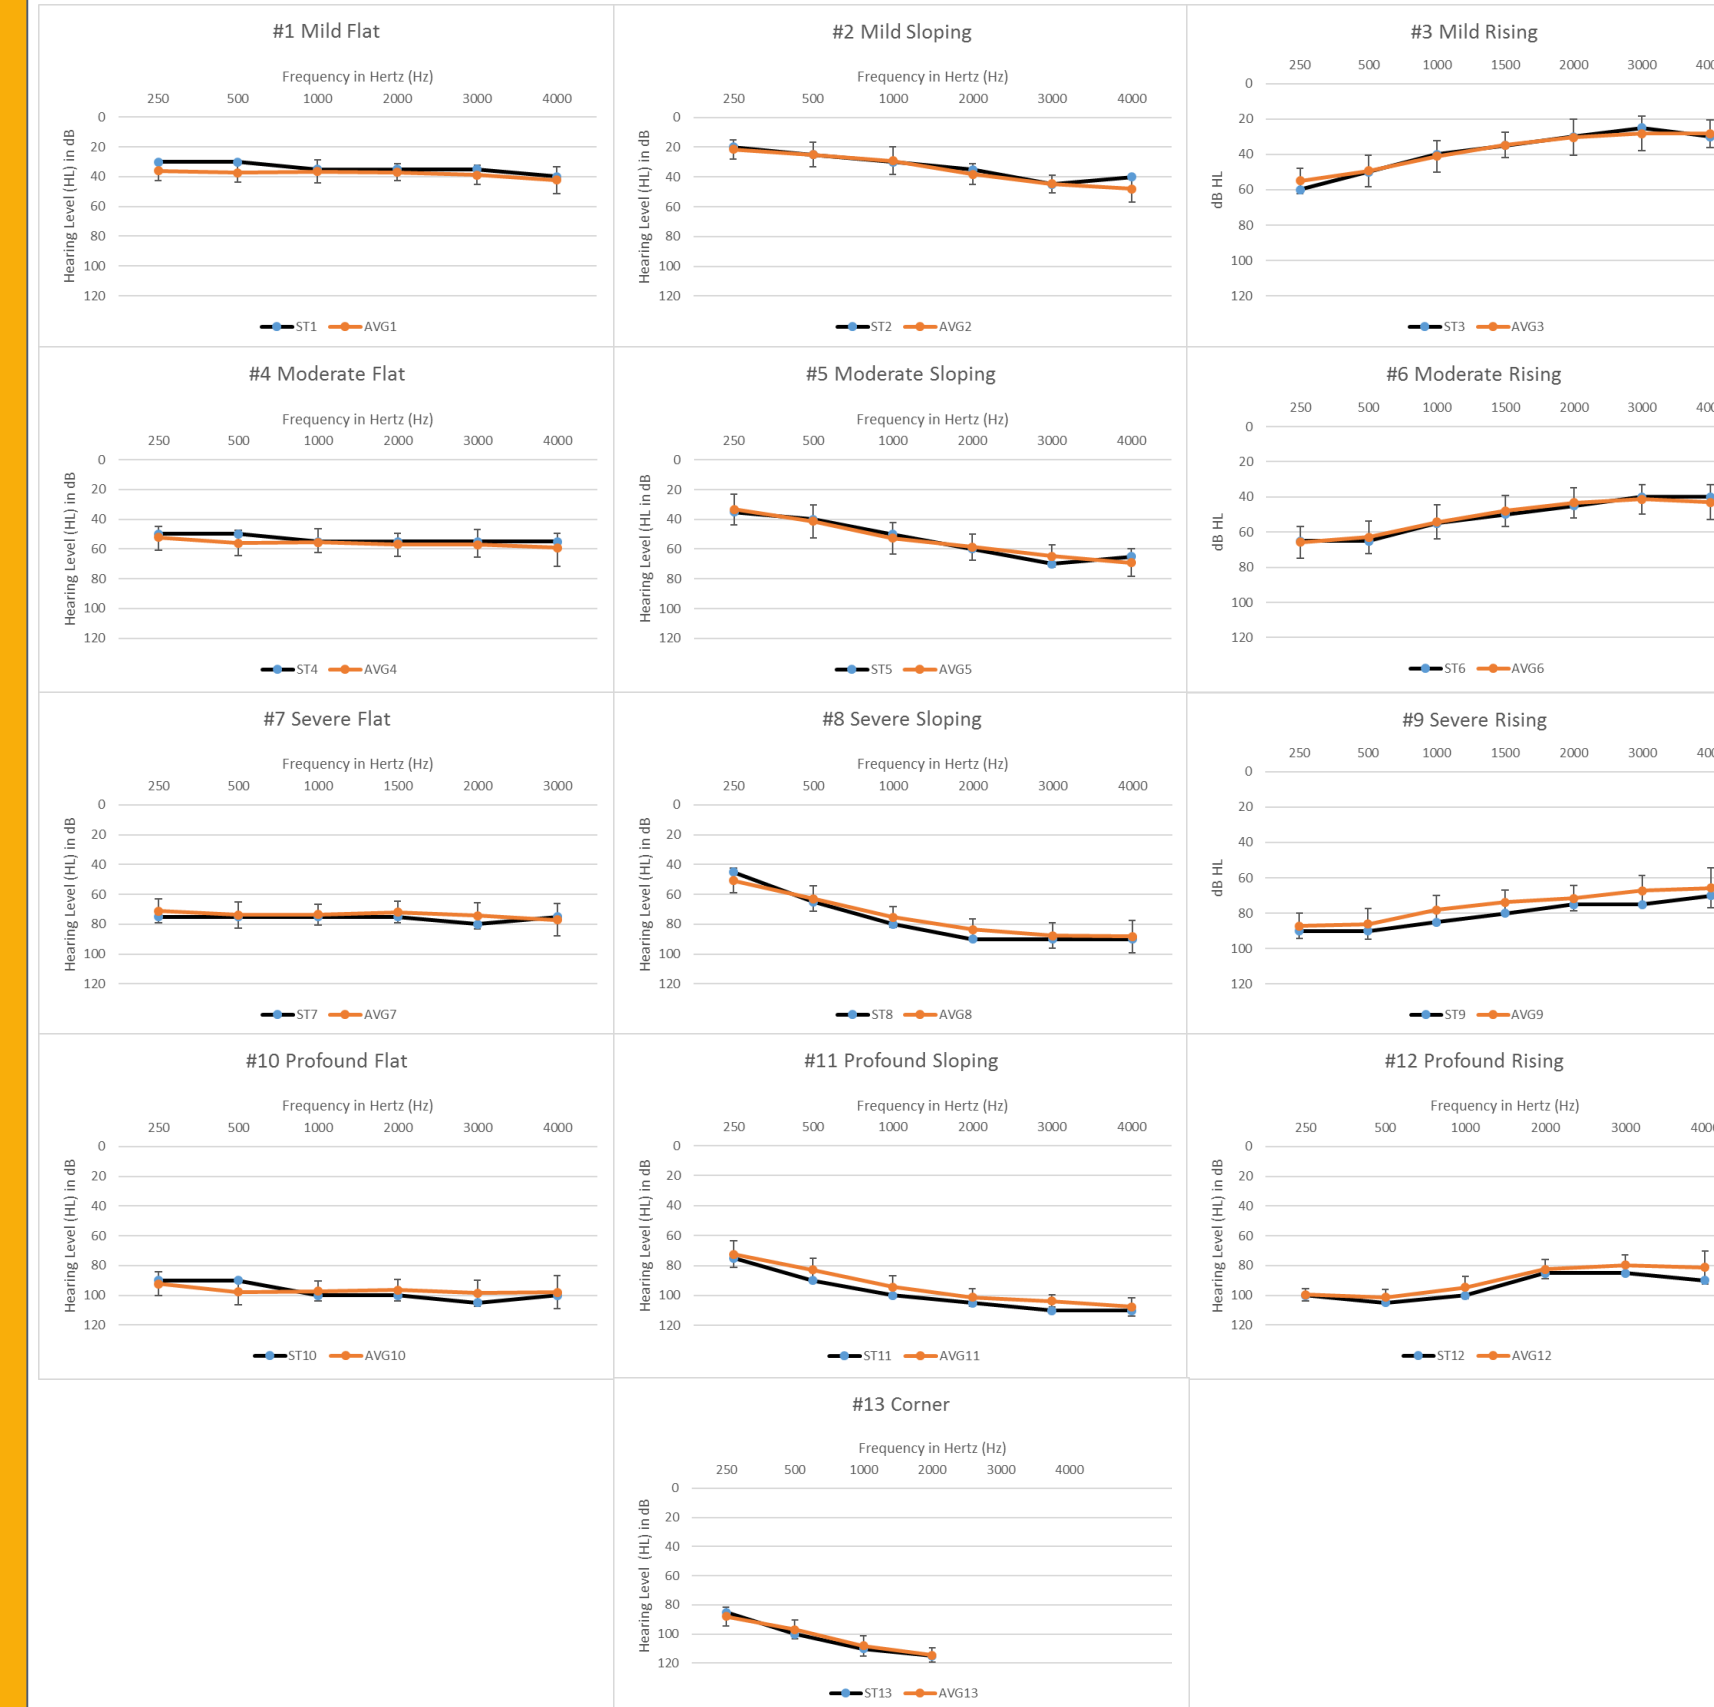 #1 Mild Flat
Frequency in Hertz (Hz)
250 500 1000 2000 3000 4000
Hearing Level (HL) in dB
0
20
40
60
80
100
120
ST1 AVG1
#2 Mild Sloping
Frequency in Hertz (Hz)
250 500 1000 2000 3000 4000
Hearing Level (HL) in dB
0
20
40
60
80
100
120
ST2 AVG2
#3 Mild Rising
250 500 1000 1500 2000 3000
dB HL
0
20
40
60
80
100
120
ST3 AVG3
#4 Moderate Flat
Frequency in Hertz (Hz)
250 500 1000 2000 3000 4000
Hearing Level (HL) in dB
0
20
40
60
80
100
120
ST4 AVG4
#5 Moderate Sloping
Frequency in Hertz (Hz)
250 500 1000 2000 3000 4000
Hearing Level (HL in dB
0
20
40
60
80
100
120
ST5 AVG5
#6 Moderate Rising
250 500 1000 1500 2000 3000
dB HL
0
20
40
60
80
100
120
ST6 AVG6
#7 Severe Flat
Frequency in Hertz (Hz)
250 500 1000 1500 2000 3000
Hearing Level (HL) in dB
0
20
40
60
80
100
120
ST7 AVG7
#8 Severe Sloping
Frequency in Hertz (Hz)
250 500 1000 2000 3000 4000
Hearing Level (HL) in dB
0
20
40
60
80
100
120
ST8 AVG8
#9 Severe Rising
250 500 1000 1500 2000 3000
dB HL
0
20
40
60
80
100
120
ST9 AVG9
#10 Profound Flat
Frequency in Hertz (Hz)
250 500 1000 2000 3000 4000
Hearing Level (HL) in dB
0
20
40
60
80
100
120
ST10 AVG10
#11 Profound Sloping
Frequency in Hertz (Hz)
250 500 1000 2000 3000 4000
Hearing Level (HL) in dB
0
20
40
60
80
100
120
ST11 AVG11
#12 Profound Rising
Frequency in Hertz (Hz)
250 500 1000 2000 3000
Hearing Level (HL) in dB
0
20
40
60
80
100
120
ST12 AVG12
#13 Corner
Frequency in Hertz (Hz)
250 500 1000 2000 3000 4000
Hearing Level (HL) in dB
0
20
40
60
80
100
120
ST13 AVG13